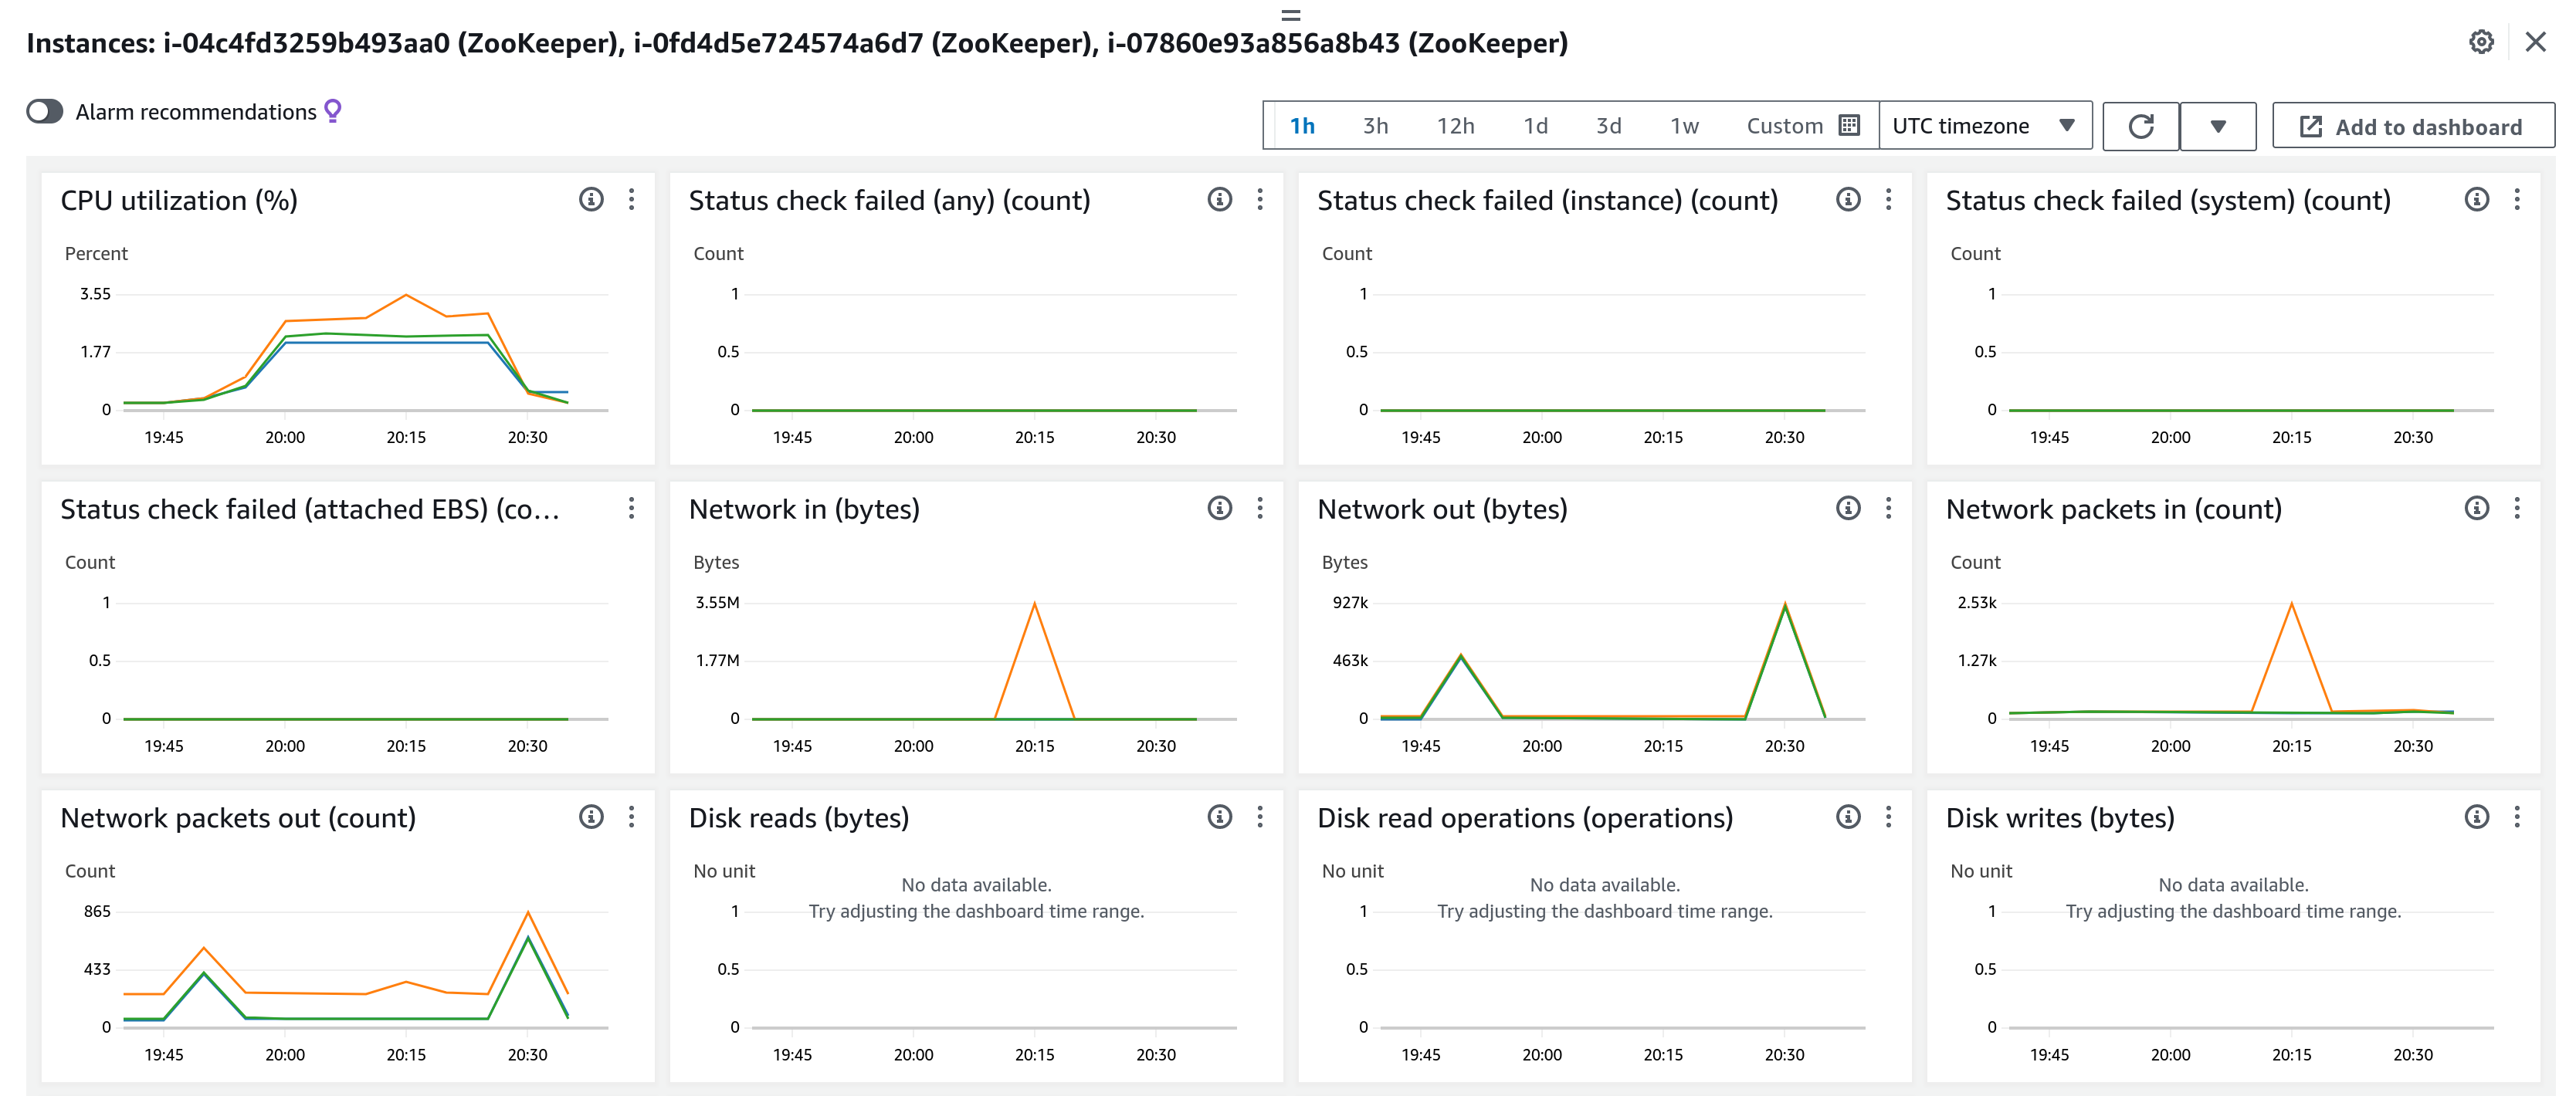 Instances: i-04c4fd3259b493aa0 (ZooKeeper), i-0fd4d5e724574a6d7 (ZooKeeper), i-07860e93a856a8b43 (ZooKeeper)
Alarm recommendations
1h 3h 12h 1d 3d 1w Custom UTC timezone Add to dashboard
CPU utilization (%)
Percent
3.55
1.77
0
19:45 20:00 20:15 20:30
Status check failed (any) (count)
Count
1
0.5
0
19:45 20:00 20:15 20:30
Status check failed (instance) (count)
Count
1
0.5
0
19:45 20:00 20:15 20:30
Status check failed (system) (count)
Count
1
0.5
0
19:45 20:00 20:15 20:30
Status check failed (attached EBS) (co...
Count
1
0.5
0
19:45 20:00 20:15 20:30
Network in (bytes)
Bytes
3.55M
1.77M
0
19:45 20:00 20:15 20:30
Network out (bytes)
Bytes
927k
463k
0
19:45 20:00 20:15 20:30
Network packets in (count)
Count
2.53k
1.27k
0
19:45 20:00 20:15 20:30
Network packets out (count)
Count
865
433
0
19:45 20:00 20:15 20:30
Disk reads (bytes)
No unit
No data available.
Try adjusting the dashboard time range.
1
0.5
0
19:45 20:00 20:15 20:30
Disk read operations (operations)
No unit
No data available.
Try adjusting the dashboard time range.
1
0.5
0
19:45 20:00 20:15 20:30
Disk writes (bytes)
No unit
No data available.
Try adjusting the dashboard time range.
1
0.5
0
19:45 20:00 20:15 20:30